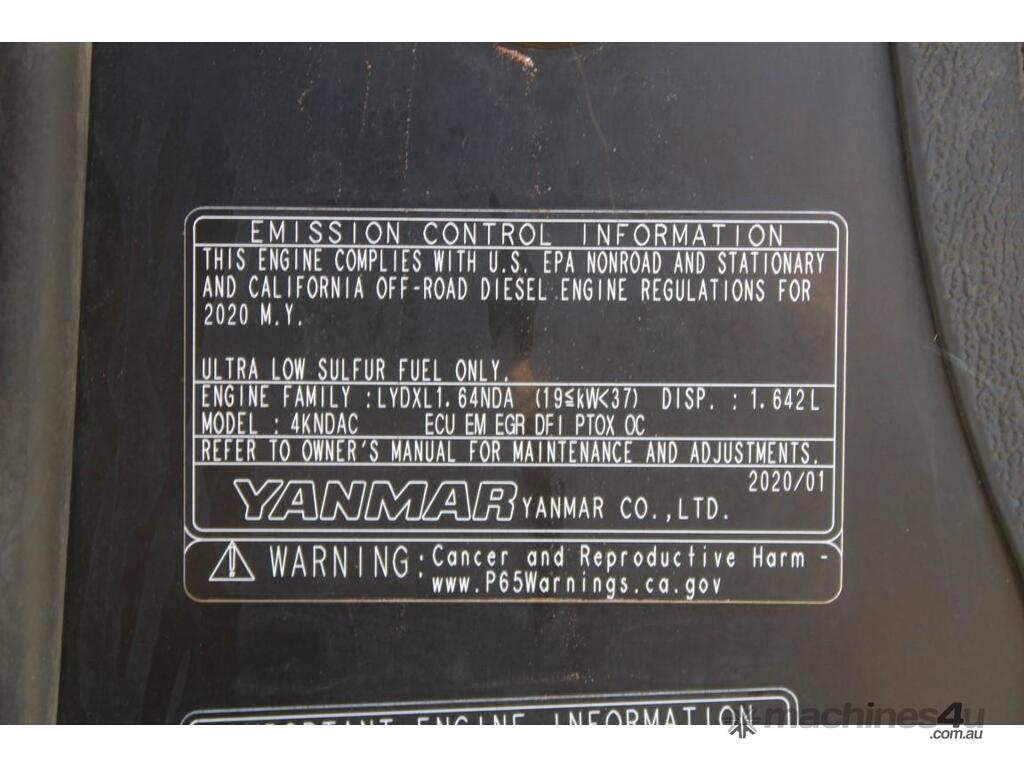 EMISSION CONTROL INFORMATION
THIS ENGINE COMPLIES WITH U.S. EPA NONROAD AND STATIONARY
AND CALIFORNIA OFF-ROAD DIESEL ENGINE REGULATIONS FOR
2020 M.Y.
ULTRA LOW SULFUR FUEL ONLY.
ENGINE FAMILY :LYDXL1.64NDA (19≦kW<37) DISP. : 1.642L
MODEL : 4KNDAC ECU EM EGR DFI PTOX OC
REFER TO OWNER'S MANUAL FOR MAINTENANCE AND ADJUSTMENTS.
2020/01
YANMAR YANMAR CO.,LTD.
WARNING:Cancer and Reproductive Harm -
www.P65Warnings.ca.gov
IMPORTANT ENGINE INFORMATION
machines4u
.com.au